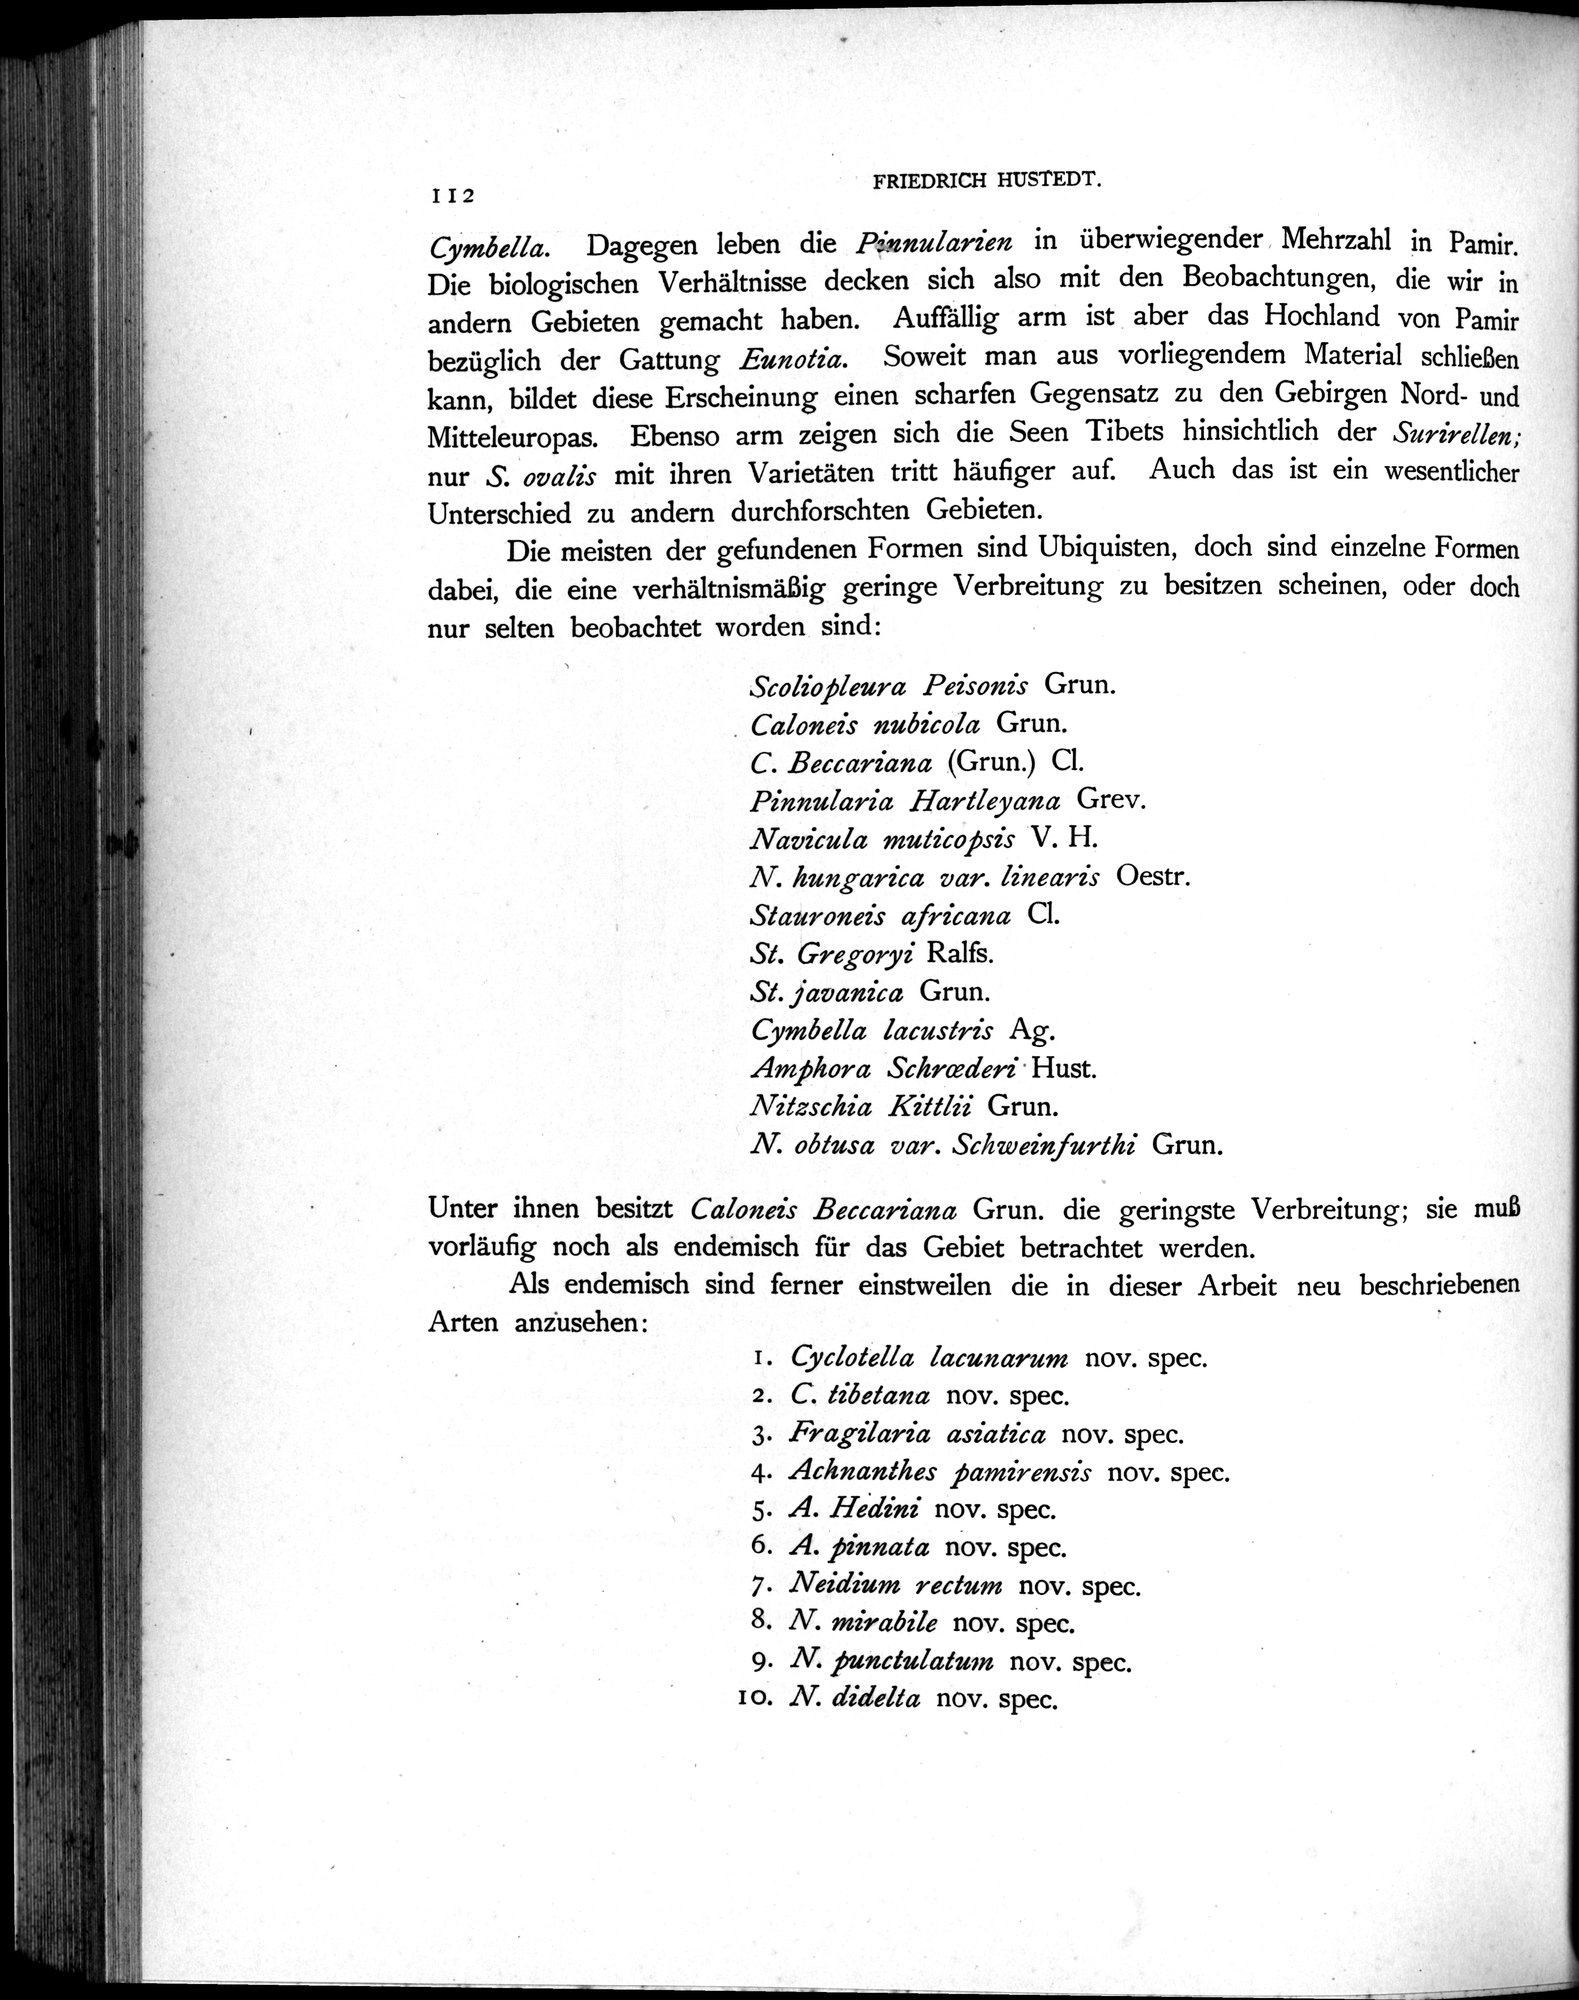 112
FRIEDRICH HUSTEDT.
Cymbella. Dagegen leben die Pinnularien in überwiegender Mehrzahl in Pamir.
Die biologischen Verhältnisse decken sich also mit den Beobachtungen, die wir in
andern Gebieten gemacht haben. Auffällig arm ist aber das Hochland von Pamir
bezüglich der Gattung Eunotia. Soweit man aus vorliegendem Material schließen
kann, bildet diese Erscheinung einen scharfen Gegensatz zu den Gebirgen Nord- und
Mitteleuropas. Ebenso arm zeigen sich die Seen Tibets hinsichtlich der Surirellen;
nur S. ovalis mit ihren Varietäten tritt häufiger auf. Auch das ist ein wesentlicher
Unterschied zu andern durchforschten Gebieten.
Die meisten der gefundenen Formen sind Ubiquisten, doch sind einzelne Formen
dabei, die eine verhältnismäßig geringe Verbreitung zu besitzen scheinen, oder doch
nur selten beobachtet worden sind:
Scoliopleura Peisonis Grun.
Caloneis nubicola Grun.
C. Beccariana (Grun.) Cl.
Pinnularia Hartleyana Grev.
Navicula muticopsis V. H.
N. hungarica var. linearis Oestr.
Stauroneis africana Cl.
St. Gregoryi Ralfs.
St. javanica Grun.
Cymbella lacustris Ag.
Amphora Schrœderi Hust.
Nitzschia Kittlii Grun.
N. obtusa var. Schweinfurthi Grun.
Unter ihnen besitzt Caloneis Beccariana Grun. die geringste Verbreitung; sie muß
vorläufig noch als endemisch für das Gebiet betrachtet werden.
Als endemisch sind ferner einstweilen die in dieser Arbeit neu beschriebenen
Arten anzusehen:
1. Cyclotella lacunarum nov. spec.
2. C. tibetana nov. spec.
3. Fragilaria asiatica nov. spec.
4. Achnanthes pamirensis nov. spec.
5. A. Hedini nov. spec.
6. A. pinnata nov. spec.
7. Neidium rectum nov. spec.
8. N. mirabile nov. spec.
9. N. punctulatum nov. spec.
10. N. didelta nov. spec.